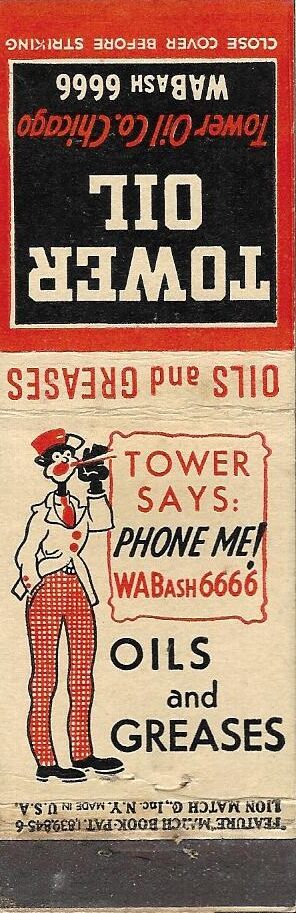 CLOSE COVER BEFORE STRIKING
TOWER
OIL
Tower Oil Co. Chicago
WABASH 6666
OILS and GREASES
TOWER
SAYS:
PHONE ME!
WABASH 6666
OILS
and
GREASES
"FEATURE" MATCH BOOK-PAT. 1,839,845-6
LION MATCH Co., Inc. N.Y. MADE IN U.S.A.